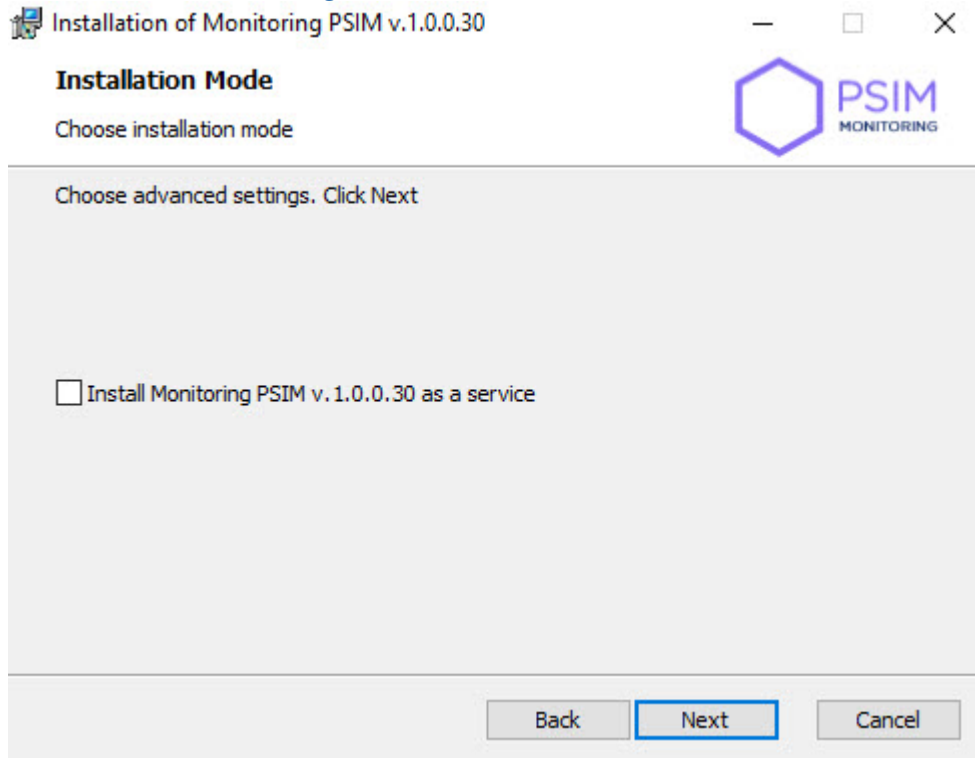 Installation of Monitoring PSIM v.1.0.0.30
Installation Mode
Choose installation mode
PSIM
MONITORING
Choose advanced settings. Click Next
Install Monitoring PSIM v.1.0.0.30 as a service
Back Next Cancel